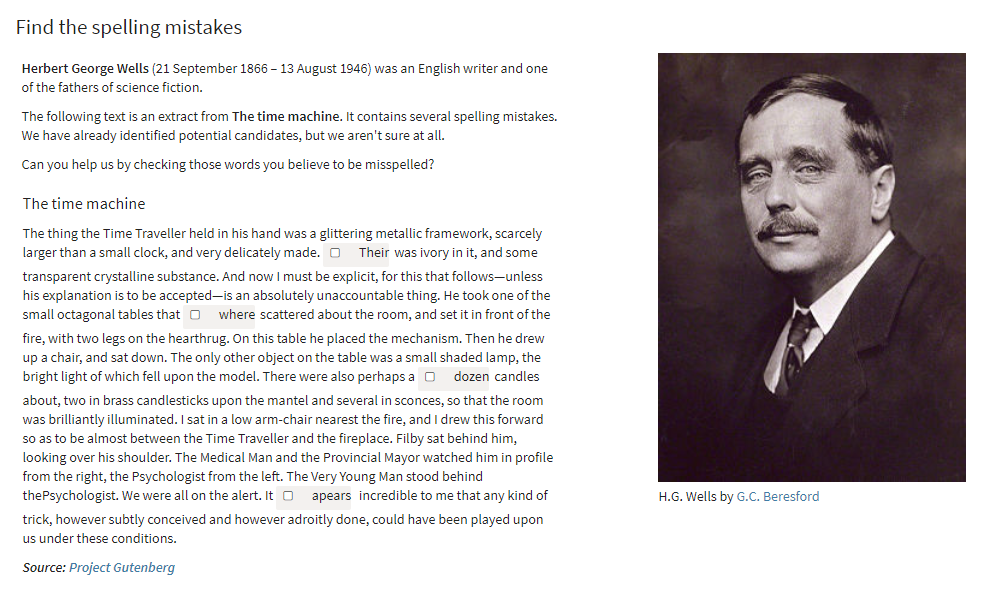 Find the spelling mistakes
Herbert George Wells (21 September 1866 – 13 August 1946) was an English writer and one
of the fathers of science fiction.
The following text is an extract from The time machine. It contains several spelling mistakes.
We have already identified potential candidates, but we aren't sure at all.
Can you help us by checking those words you believe to be misspelled?
The time machine
The thing the Time Traveller held in his hand was a glittering metallic framework, scarcely
larger than a small clock, and very delicately made. Their was ivory in it, and some
transparent crystalline substance. And now I must be explicit, for this that follows—unless
his explanation is to be accepted—is an absolutely unaccountable thing. He took one of the
small octagonal tables that where scattered about the room, and set it in front of the
fire, with two legs on the hearthrug. On this table he placed the mechanism. Then he drew
up a chair, and sat down. The only other object on the table was a small shaded lamp, the
bright light of which fell upon the model. There were also perhaps a dozen candles
about, two in brass candlesticks upon the mantel and several in sconces, so that the room
was brilliantly illuminated. I sat in a low arm-chair nearest the fire, and I drew this forward
so as to be almost between the Time Traveller and the fireplace. Filby sat behind him,
looking over his shoulder. The Medical Man and the Provincial Mayor watched him in profile
from the right, the Psychologist from the left. The Very Young Man stood behind
thePsychologist. We were all on the alert. It apears incredible to me that any kind of
trick, however subtly conceived and however adroitly done, could have been played upon
us under these conditions.
Source: Project Gutenberg
H.G. Wells by G.C. Beresford